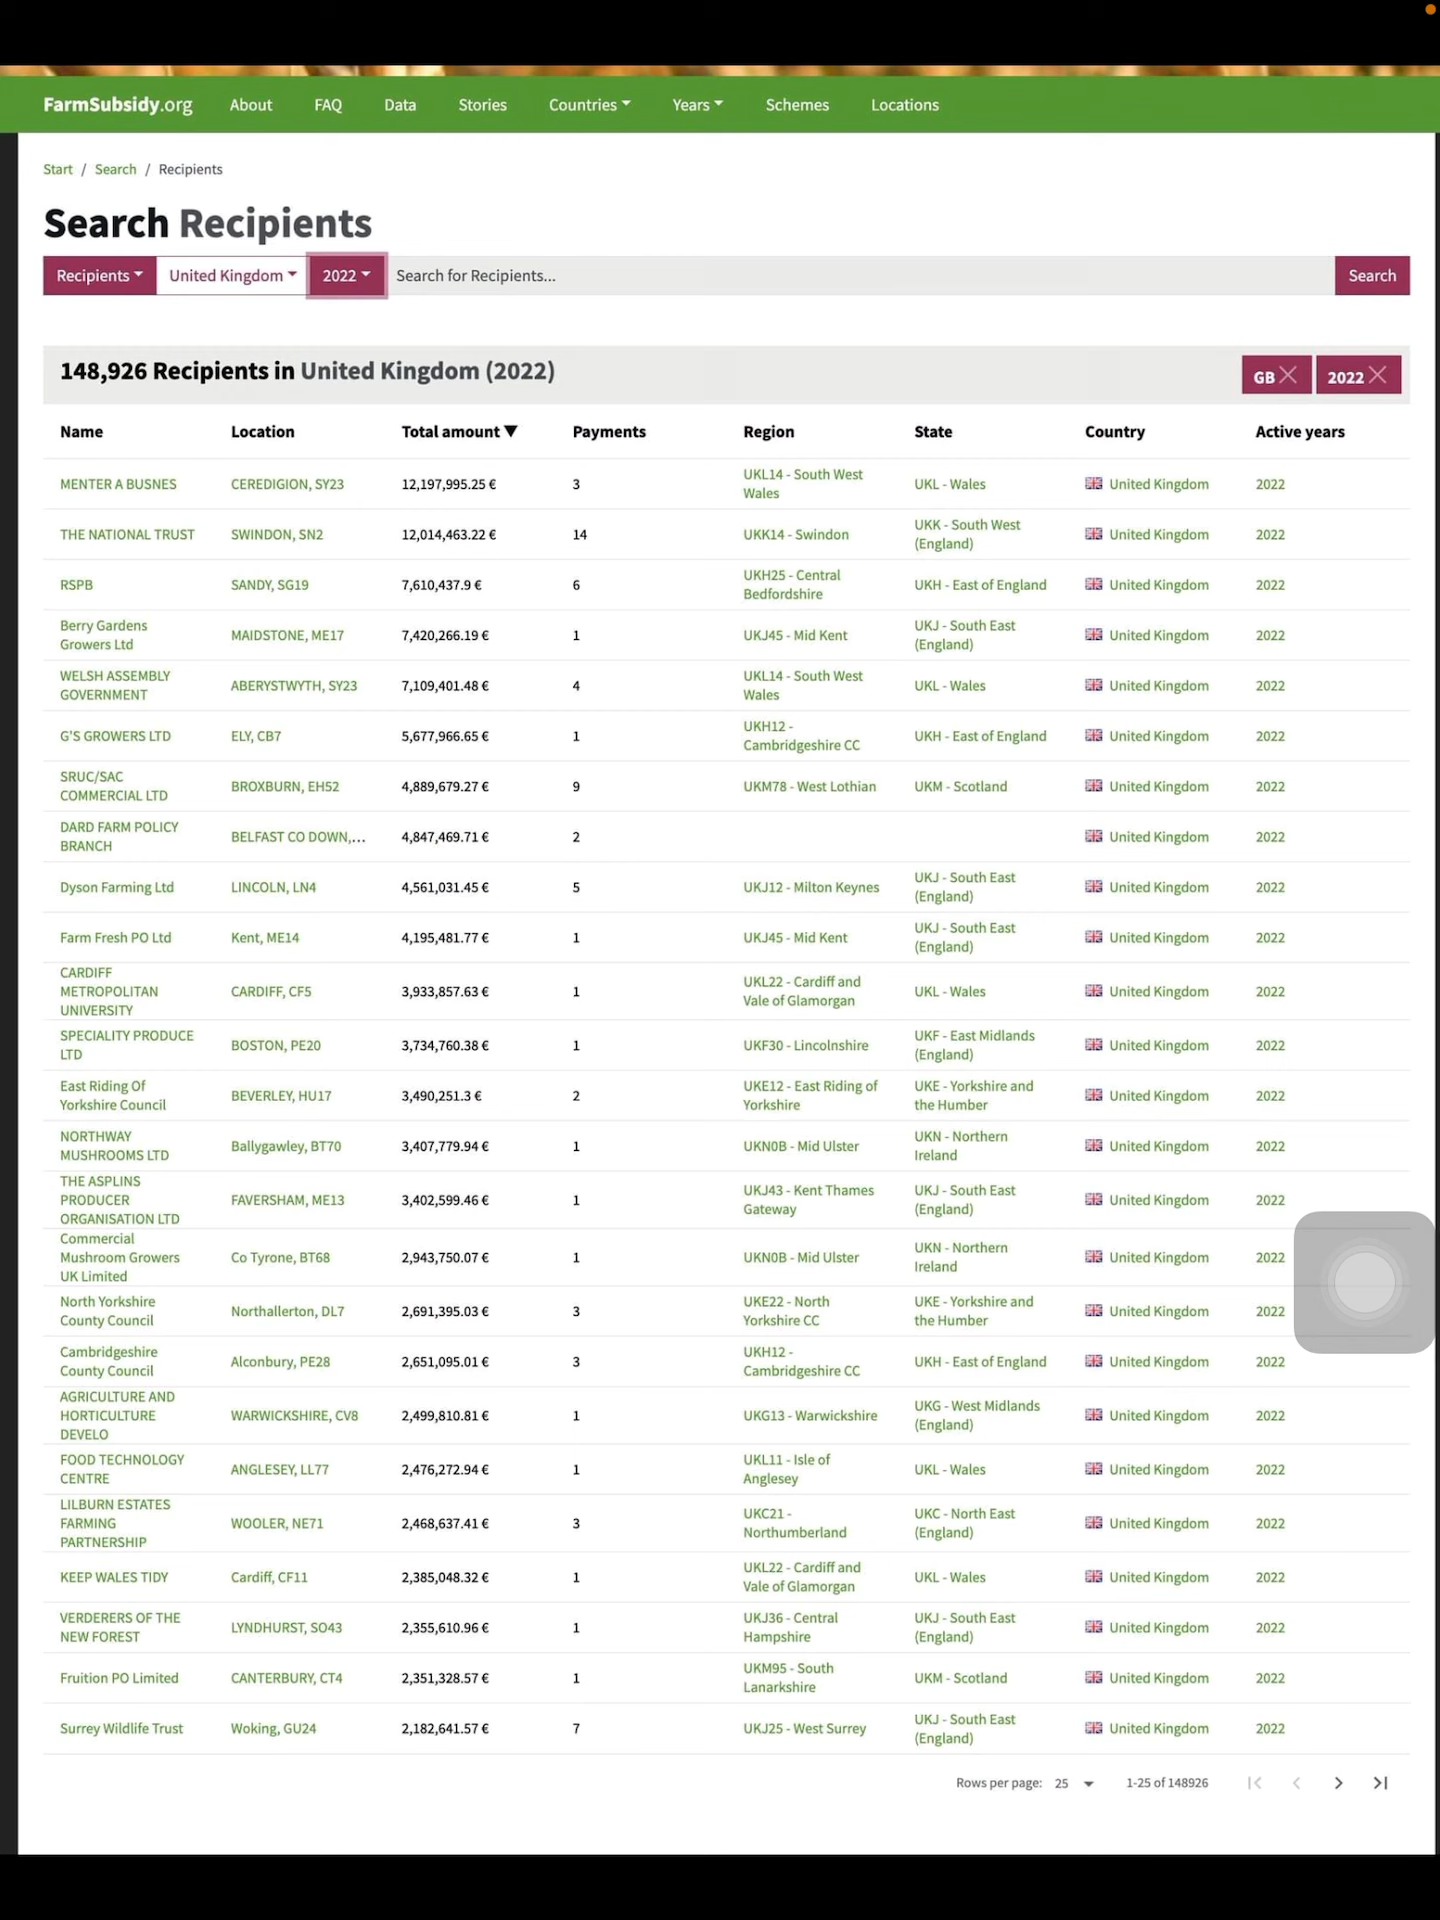 FarmSubsidy.org About FAQ Data Stories Countries Years Schemes Locations
Start / Search / Recipients
Search Recipients
Recipients United Kingdom 2022 Search for Recipients... Search
148,926 Recipients in United Kingdom (2022) GB 2022
Name Location Total amount ▼ Payments Region State Country Active years
MENTER A BUSNES CEREDIGION, SY23 12,197,995.25 € 3 UKL14 - South West Wales UKL - Wales United Kingdom 2022
THE NATIONAL TRUST SWINDON, SN2 12,014,463.22 € 14 UKK14 - Swindon UKK - South West (England) United Kingdom 2022
RSPB SANDY, SG19 7,610,437.9 € 6 UKH25 - Central Bedfordshire UKH - East of England United Kingdom 2022
Berry Gardens Growers Ltd MAIDSTONE, ME17 7,420,266.19 € 1 UKJ45 - Mid Kent UKJ - South East (England) United Kingdom 2022
WELSH ASSEMBLY GOVERNMENT ABERYSTWYTH, SY23 7,109,401.48 € 4 UKL14 - South West Wales UKL - Wales United Kingdom 2022
G'S GROWERS LTD ELY, CB7 5,677,966.65 € 1 UKH12 - Cambridgeshire CC UKH - East of England United Kingdom 2022
SRUC/SAC COMMERCIAL LTD BROXBURN, EH52 4,889,679.27 € 9 UKM78 - West Lothian UKM - Scotland United Kingdom 2022
DARD FARM POLICY BRANCH BELFAST CO DOWN,... 4,847,469.71 € 2 United Kingdom 2022
Dyson Farming Ltd LINCOLN, LN4 4,561,031.45 € 5 UKJ12 - Milton Keynes UKJ - South East (England) United Kingdom 2022
Farm Fresh PO Ltd Kent, ME14 4,195,481.77 € 1 UKJ45 - Mid Kent UKJ - South East (England) United Kingdom 2022
CARDIFF METROPOLITAN UNIVERSITY CARDIFF, CF5 3,933,857.63 € 1 UKL22 - Cardiff and Vale of Glamorgan UKL - Wales United Kingdom 2022
SPECIALITY PRODUCE LTD BOSTON, PE20 3,734,760.38 € 1 UKF30 - Lincolnshire UKF - East Midlands (England) United Kingdom 2022
East Riding Of Yorkshire Council BEVERLEY, HU17 3,490,251.3 € 2 UKE12 - East Riding of Yorkshire UKE - Yorkshire and the Humber United Kingdom 2022
NORTHWAY MUSHROOMS LTD Ballygawley, BT70 3,407,779.94 € 1 UKN0B - Mid Ulster UKN - Northern Ireland United Kingdom 2022
THE ASPLINS PRODUCER ORGANISATION LTD FAVERSHAM, ME13 3,402,599.46 € 1 UKJ43 - Kent Thames Gateway UKJ - South East (England) United Kingdom 2022
Commercial Mushroom Growers UK Limited Co Tyrone, BT68 2,943,750.07 € 1 UKN0B - Mid Ulster UKN - Northern Ireland United Kingdom 2022
North Yorkshire County Council Northallerton, DL7 2,691,395.03 € 3 UKE22 - North Yorkshire CC UKE - Yorkshire and the Humber United Kingdom 2022
Cambridgeshire County Council Alconbury, PE28 2,651,095.01 € 3 UKH12 - Cambridgeshire CC UKH - East of England United Kingdom 2022
AGRICULTURE AND HORTICULTURE DEVELO WARWICKSHIRE, CV8 2,499,810.81 € 1 UKG13 - Warwickshire UKG - West Midlands (England) United Kingdom 2022
FOOD TECHNOLOGY CENTRE ANGLESEY, LL77 2,476,272.94 € 1 UKL11 - Isle of Anglesey UKL - Wales United Kingdom 2022
LILBURN ESTATES FARMING PARTNERSHIP WOOLER, NE71 2,468,637.41 € 3 UKC21 - Northumberland UKC - North East (England) United Kingdom 2022
KEEP WALES TIDY Cardiff, CF11 2,385,048.32 € 1 UKL22 - Cardiff and Vale of Glamorgan UKL - Wales United Kingdom 2022
VERDERERS OF THE NEW FOREST LYNDHURST, SO43 2,355,610.96 € 1 UKJ36 - Central Hampshire UKJ - South East (England) United Kingdom 2022
Fruition PO Limited CANTERBURY, CT4 2,351,328.57 € 1 UKM95 - South Lanarkshire UKM - Scotland United Kingdom 2022
Surrey Wildlife Trust Woking, GU24 2,182,641.57 € 7 UKJ25 - West Surrey UKJ - South East (England) United Kingdom 2022
Rows per page: 25 1-25 of 148926